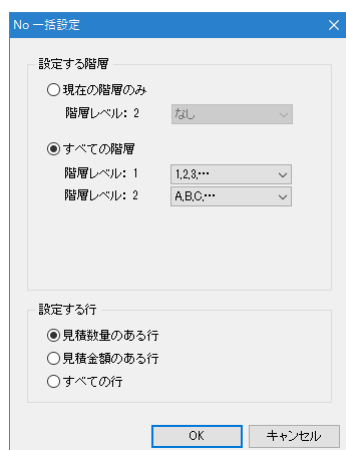 No 一括設定
設定する階層
現在の階層のみ
階層レベル: 2 なし
すべての階層
階層レベル: 1 1,2,3,…
階層レベル: 2 A,B,C,…
設定する行
見積数量のある行
見積金額のある行
すべての行
OK キャンセル